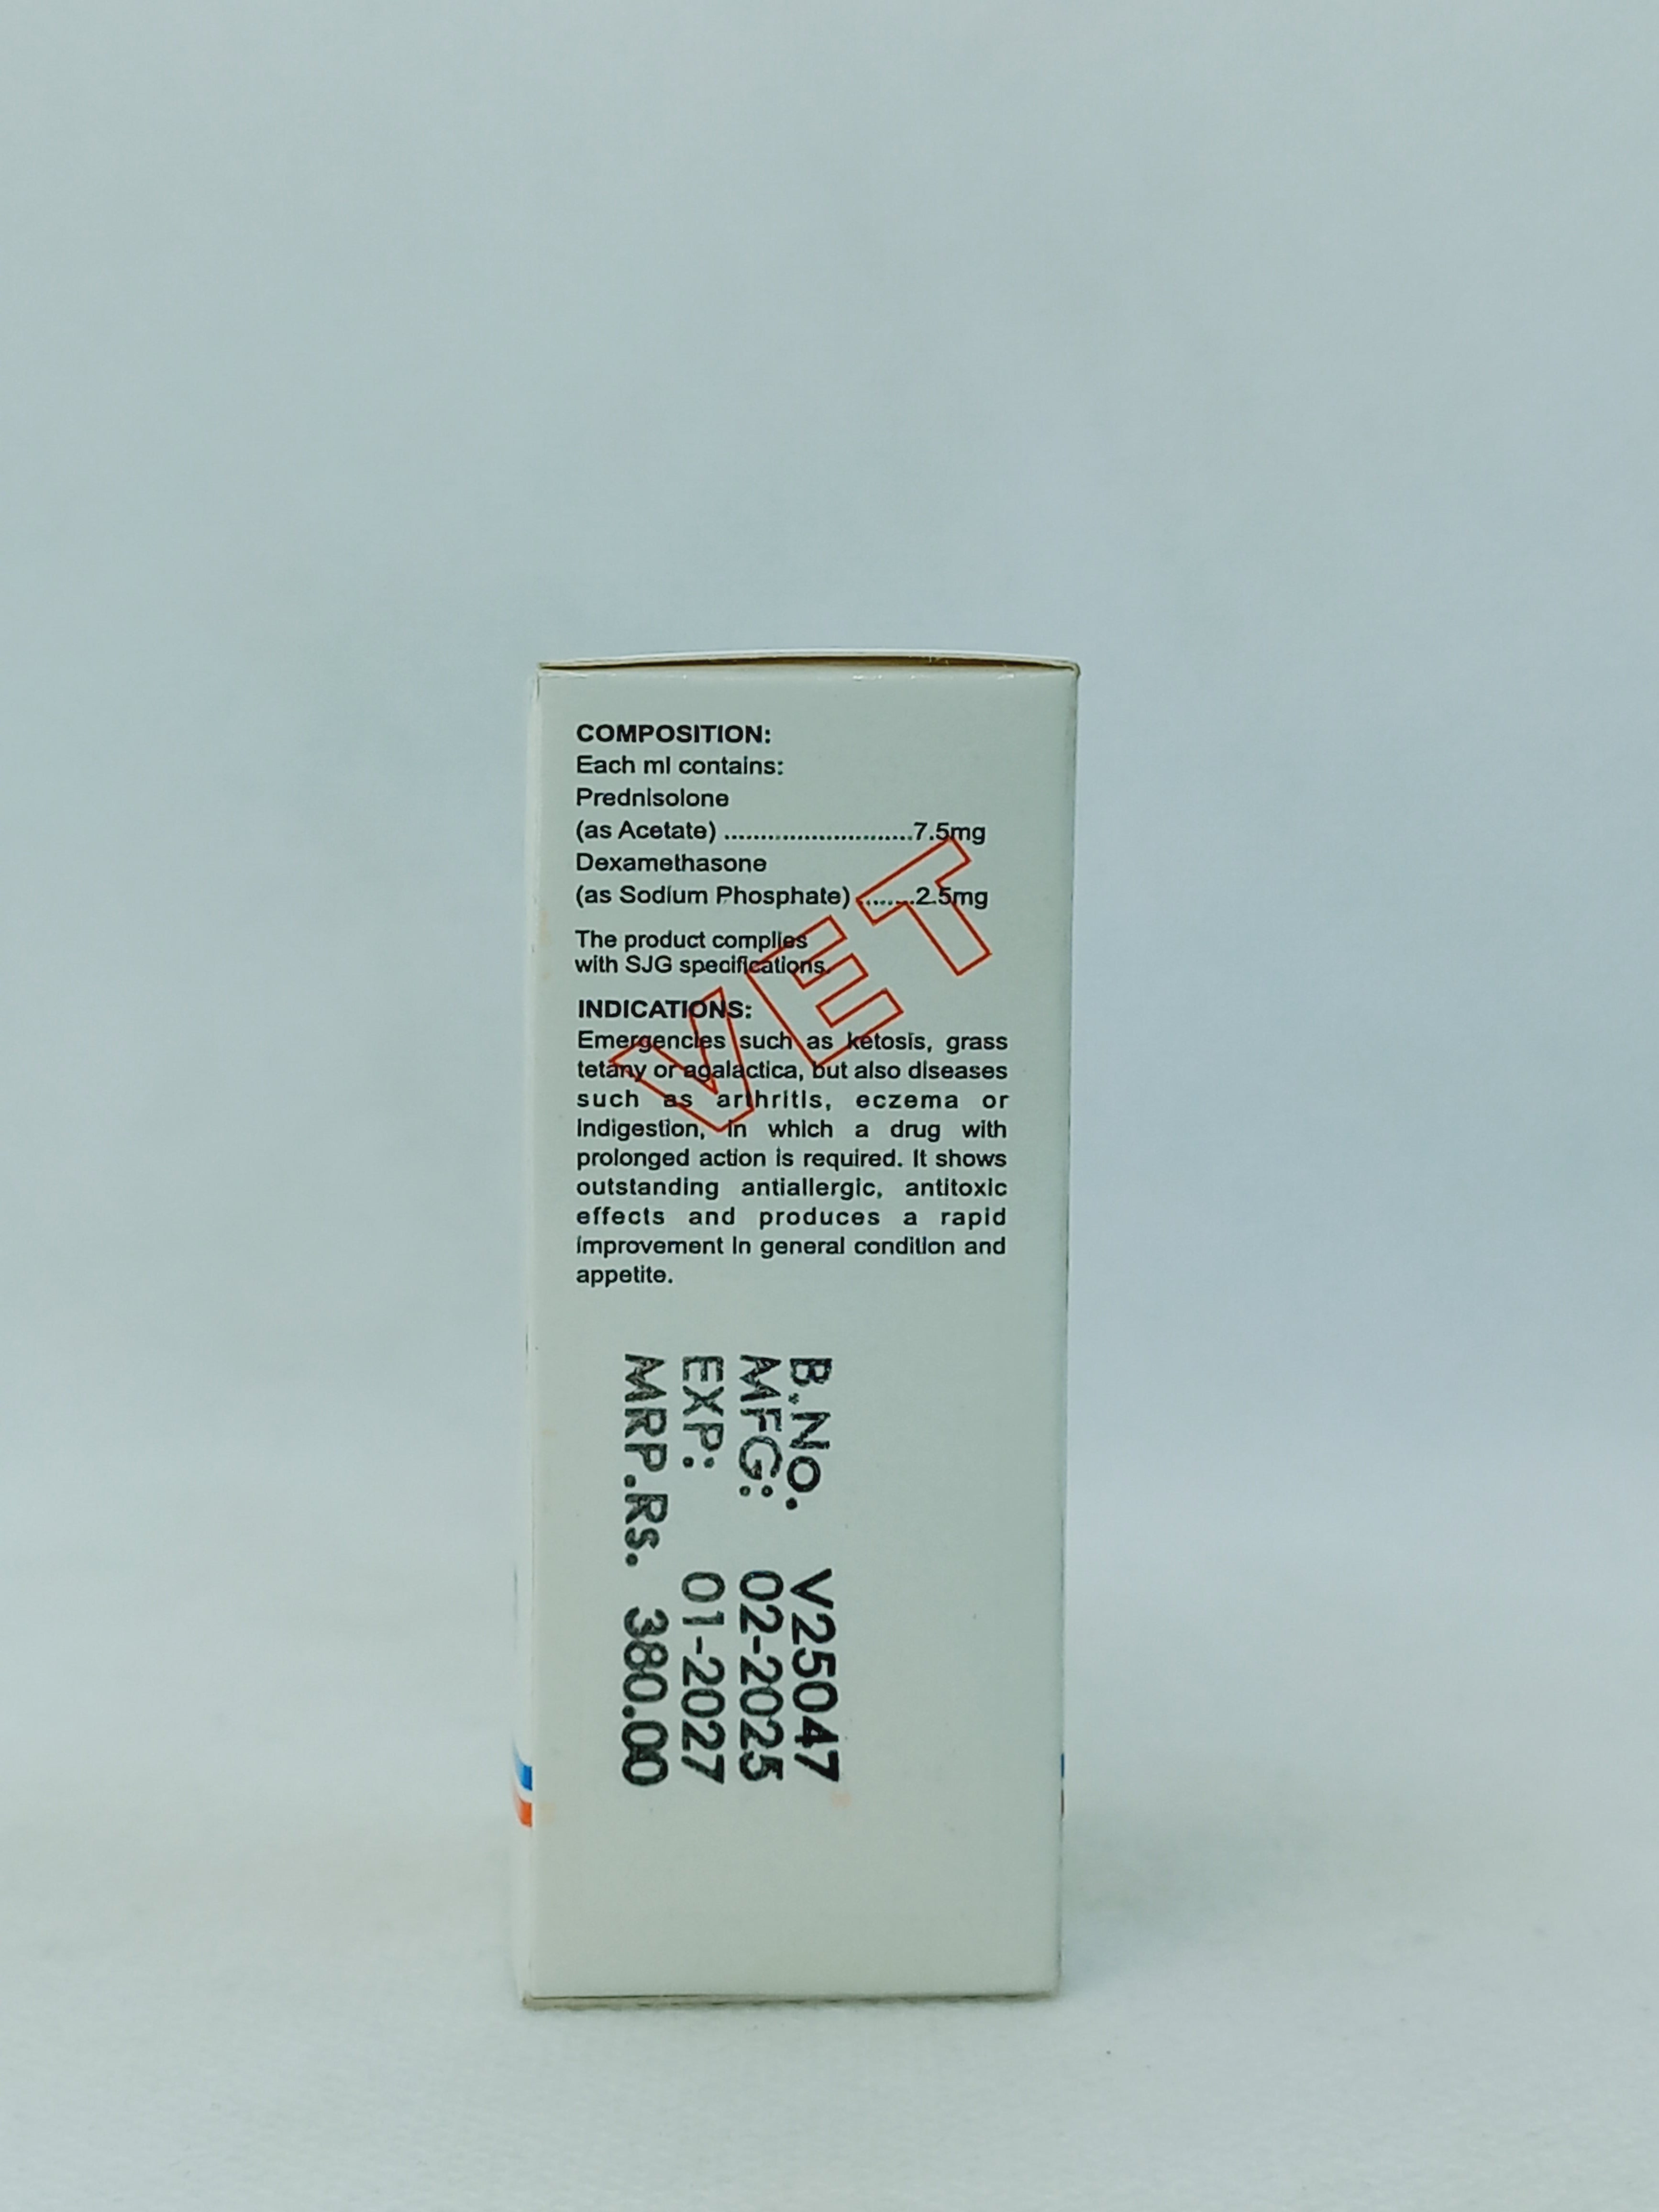 COMPOSITION:
Each ml contains:
Prednisolone
(as Acetate) ..........................7.5mg
Dexamethasone
(as Sodium Phosphate) ........2.5mg
The product complies
with SJG specifications.
VET
INDICATIONS:
Emergencies such as ketosis, grass
tetany or agalactica, but also diseases
such as arthritis, eczema or
indigestion, in which a drug with
prolonged action is required. It shows
outstanding antiallergic, antitoxic
effects and produces a rapid
improvement in general condition and
appetite.
B.No. V25047
MFG: 02-2025
EXP: 01-2027
MRP.Rs. 380.00